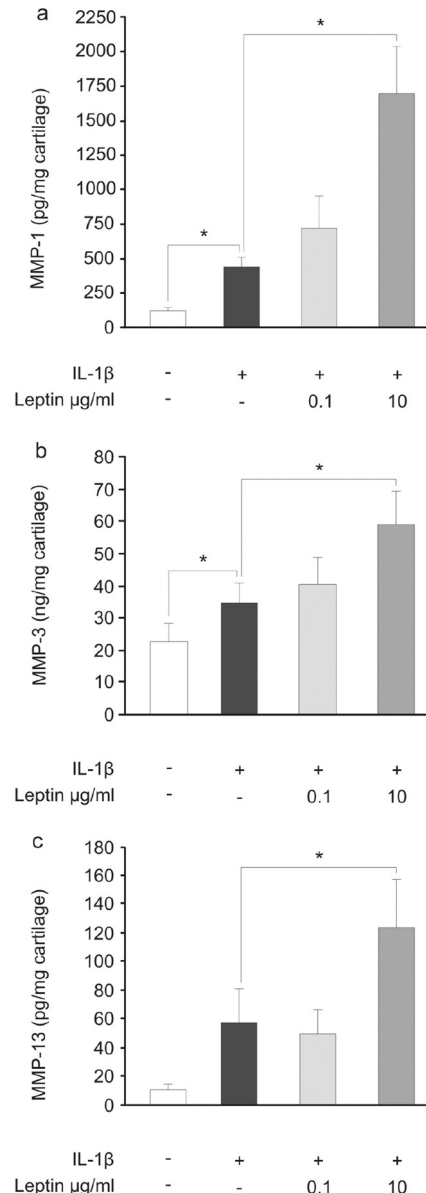 a
*
*
2250
2000
1750
1500
1250
1000
750
500
250
0
MMP-1 (pg/mg cartilage)
IL-1β - + + +
Leptin µg/ml - - 0.1 10
b
*
*
80
70
60
50
40
30
20
10
0
MMP-3 (ng/mg cartilage)
IL-1β - + + +
Leptin µg/ml - - 0.1 10
c
*
180
160
140
120
100
80
60
40
20
0
MMP-13 (pg/mg cartilage)
IL-1β - + + +
Leptin µg/ml - - 0.1 10